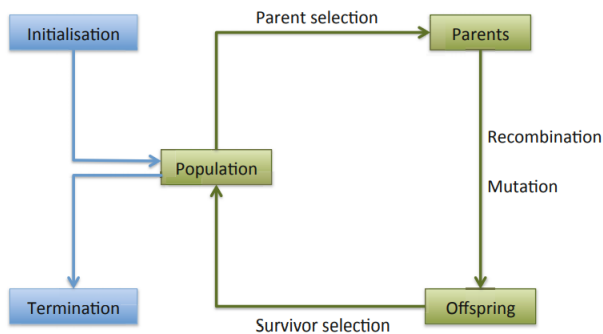 Parent selection
Initialisation
Parents
Recombination
Population
Mutation
Termination
Offspring
Survivor selection